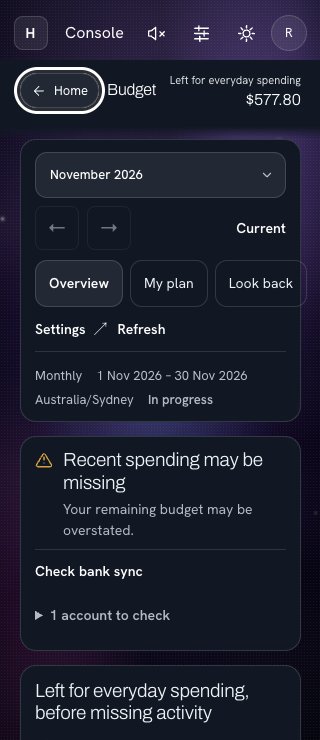 H
Console
R
← Home
Budget
Left for everyday spending
$577.80
November 2026
← →
Current
Overview
My plan
Look back
Settings ↗ Refresh
Monthly 1 Nov 2026 – 30 Nov 2026
Australia/Sydney In progress
Recent spending may be
missing
Your remaining budget may be
overstated.
Check bank sync
▶ 1 account to check
Left for everyday spending,
before missing activity